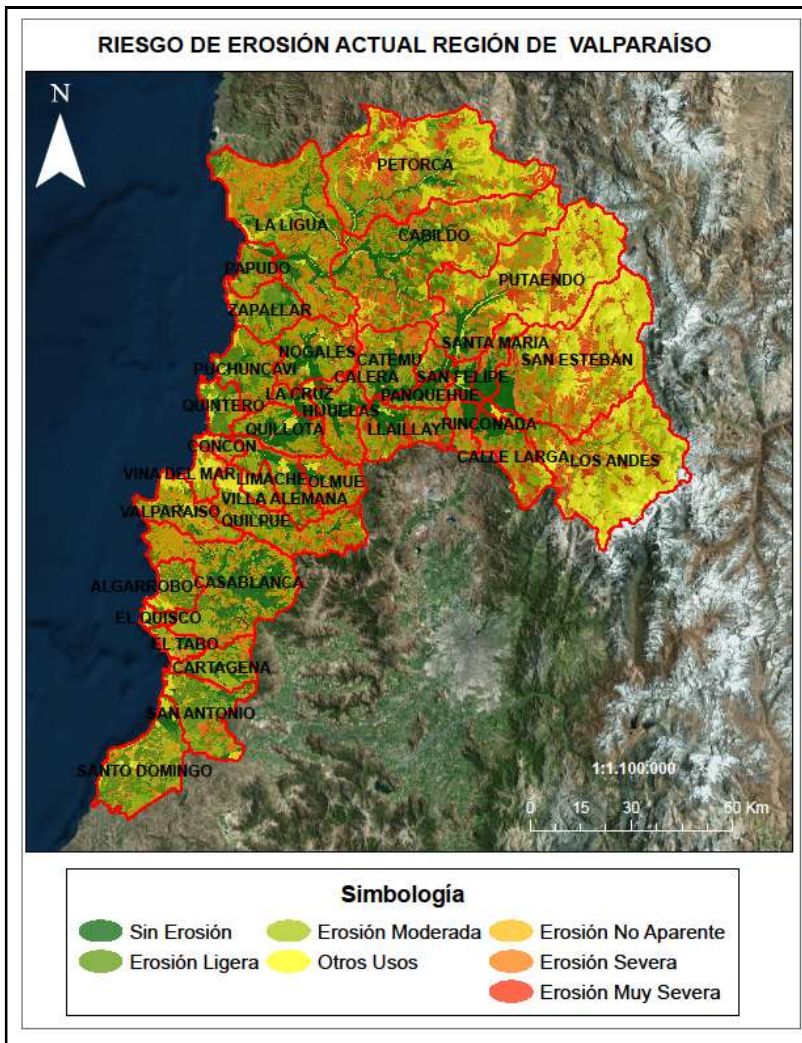 RIESGO DE EROSIÓN ACTUAL REGIÓN DE VALPARAÍSO
N
PETORCA
LA LIGUA
CABILDO
PAPUDO
PUTAENDO
ZAPALLAR
SANTA MARIA
NOGALES
CATEMU
SAN ESTEBAN
PUCHUNCAVI
CALERA
SAN FELIPE
LA CRUZ
PANQUEHUE
QUINTERO
HIJUELAS
QUILLOTA
LLAILLAY
RINCONADA
CONCON
CALLE LARGA
LOS ANDES
VINA DEL MAR
LIMACHE
OLMUE
VILLA ALEMANA
VALPARAISO
QUILPUE
ALGARROBO
CASABLANCA
EL QUISCO
EL TABO
CARTAGENA
SAN ANTONIO
SANTO DOMINGO
1:1.100.000
0 15 30 60 Km
Simbología
Sin Erosión
Erosión Moderada
Erosión No Aparente
Erosión Ligera
Otros Usos
Erosión Severa
Erosión Muy Severa